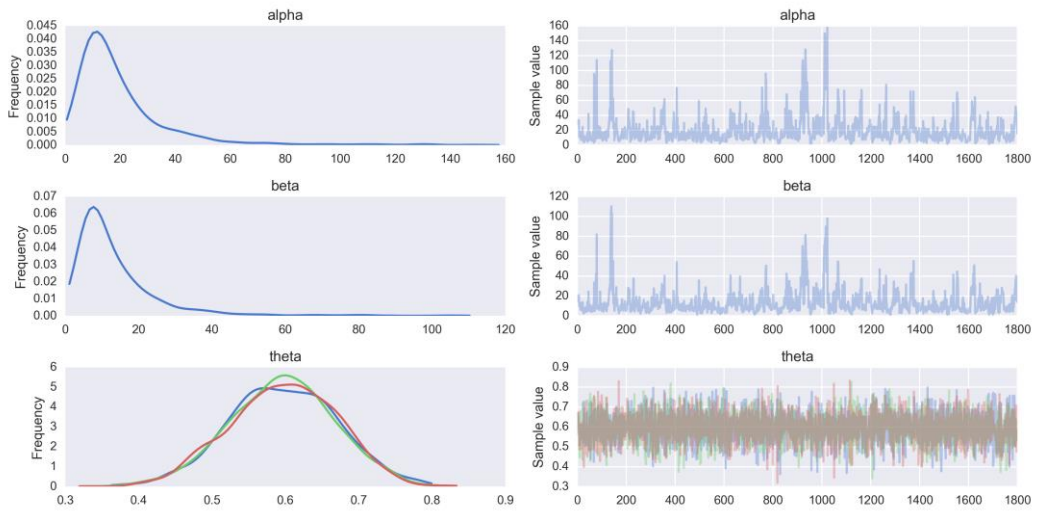 alpha
Frequency
0.045
0.040
0.035
0.030
0.025
0.020
0.015
0.010
0.005
0.000
0 20 40 60 80 100 120 140 160
alpha
Sample value
160
140
120
100
80
60
40
20
0
0 200 400 600 800 1000 1200 1400 1600 1800
beta
Frequency
0.07
0.06
0.05
0.04
0.03
0.02
0.01
0.00
0 20 40 60 80 100 120
beta
Sample value
120
100
80
60
40
20
0
0 200 400 600 800 1000 1200 1400 1600 1800
theta
Frequency
6
5
4
3
2
1
0
0.3 0.4 0.5 0.6 0.7 0.8 0.9
theta
Sample value
0.9
0.8
0.7
0.6
0.5
0.4
0.3
0 200 400 600 800 1000 1200 1400 1600 1800